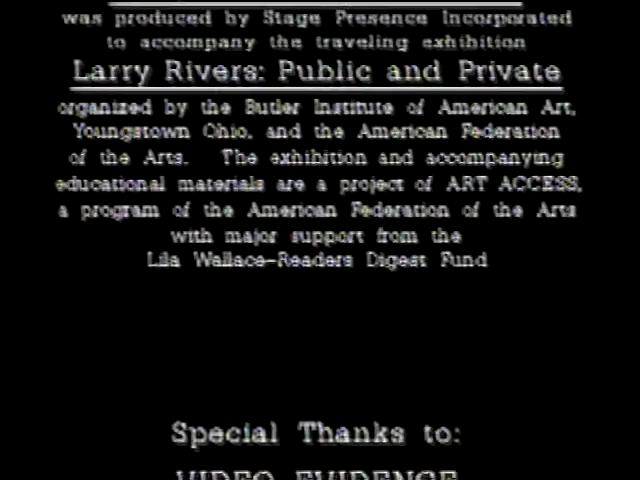 was produced by Stage Presence Incorporated
to accompany the traveling exhibition
Larry Rivers: Public and Private
organized by the Butler Institute of American Art,
Youngstown Ohio, and the American Federation
of the Arts. The exhibition and accompanying
educational materials are a project of ART ACCESS,
a program of the American Federation of the Arts
with major support from the
Lila Wallace-Readers Digest Fund
Special Thanks to:
VIDEO EVIDENCE